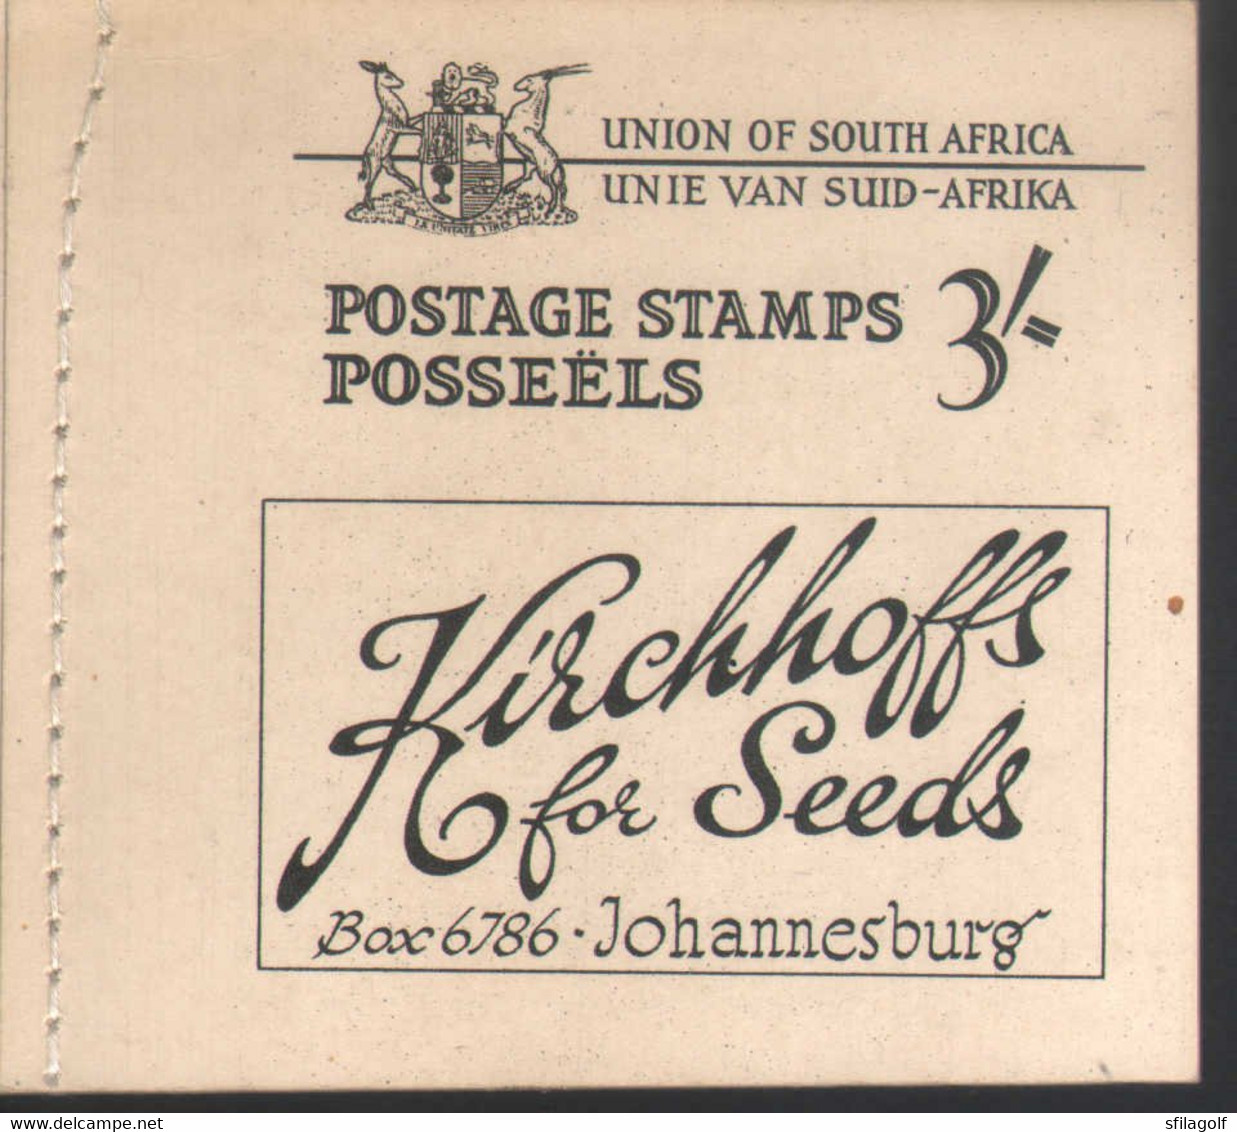 UNION OF SOUTH AFRICA
UNIE VAN SUID-AFRIKA
POSTAGE STAMPS 3/-
POSSEËLS
Kirchhoffs
for Seeds
Box 6786 · Johannesburg
www.delcampe.net
sfilagolf